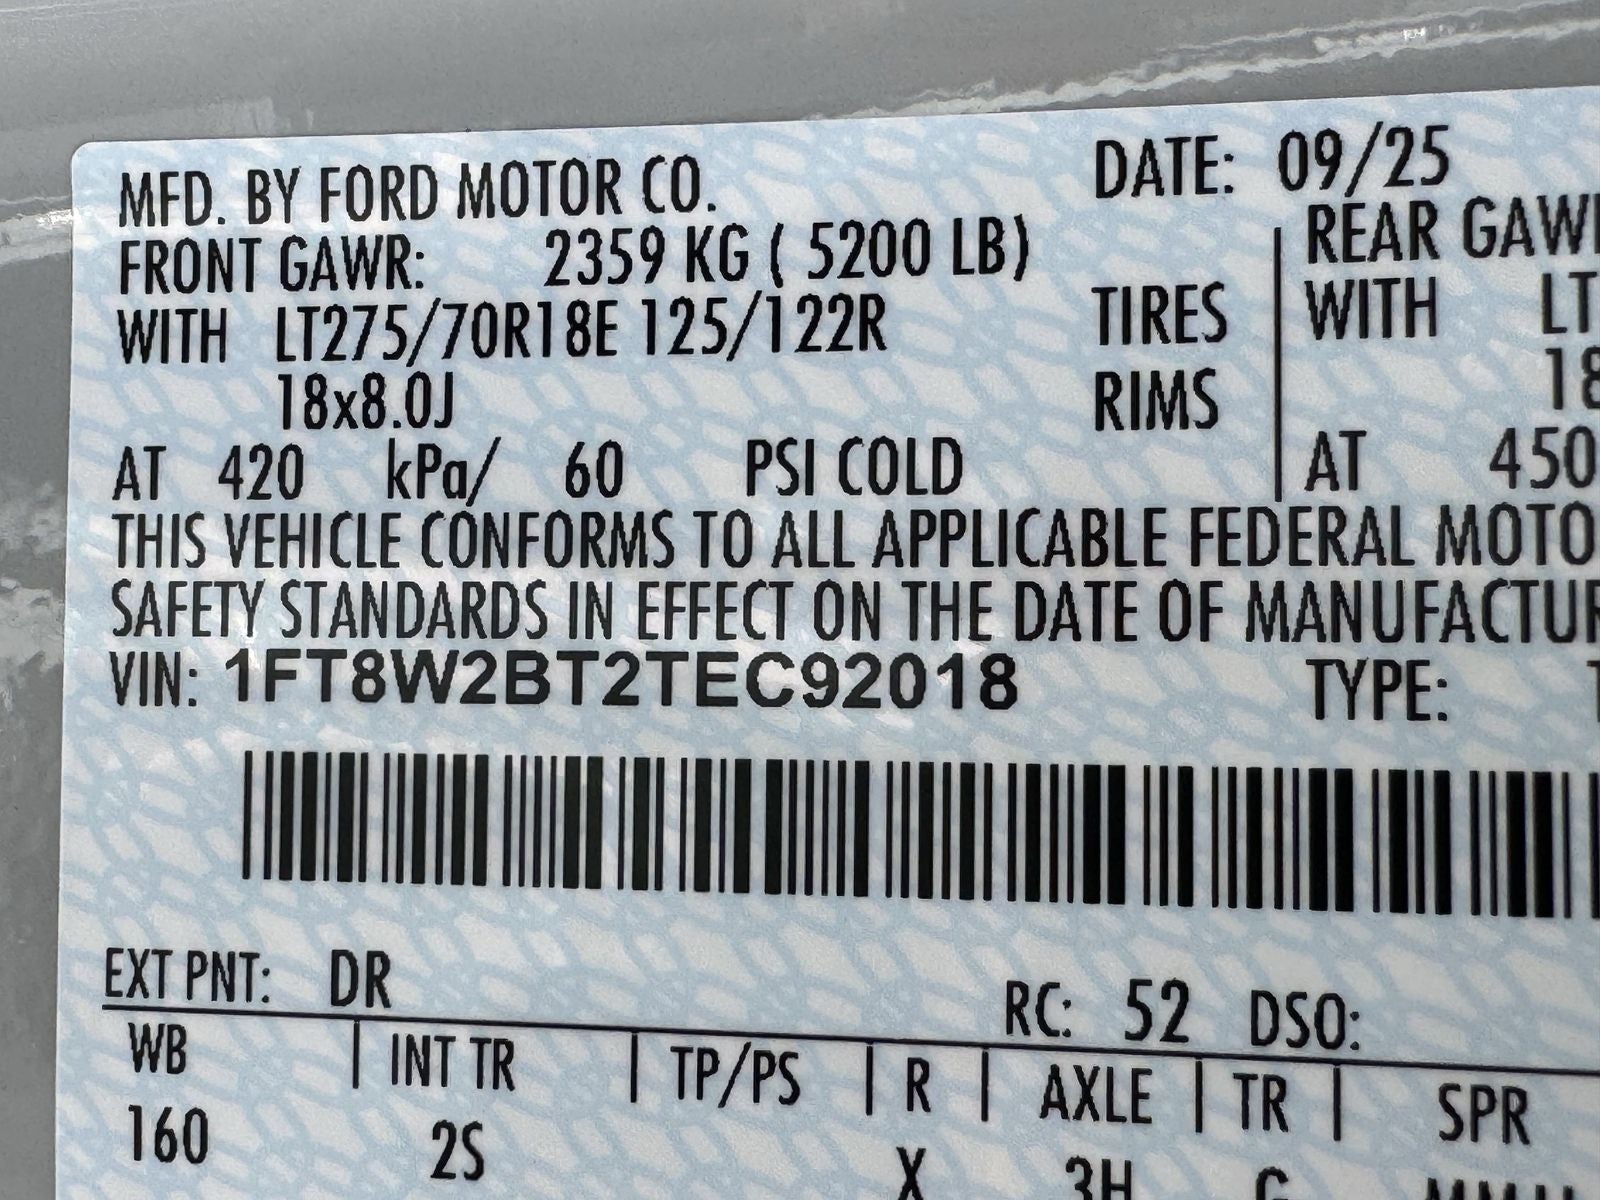 MFD. BY FORD MOTOR CO. DATE: 09/25
FRONT GAWR: 2359 KG ( 5200 LB) REAR GAWR
WITH LT275/70R18E 125/122R TIRES WITH LT
18x8.0J RIMS 18
AT 420 kPa/ 60 PSI COLD AT 450
THIS VEHICLE CONFORMS TO ALL APPLICABLE FEDERAL MOTO
SAFETY STANDARDS IN EFFECT ON THE DATE OF MANUFACTUR
VIN: 1FT8W2BT2TEC92018 TYPE:
EXT PNT: DR RC: 52 DSO:
WB | INT TR | TP/PS | R | AXLE | TR | SPR
160 2S X 3H G